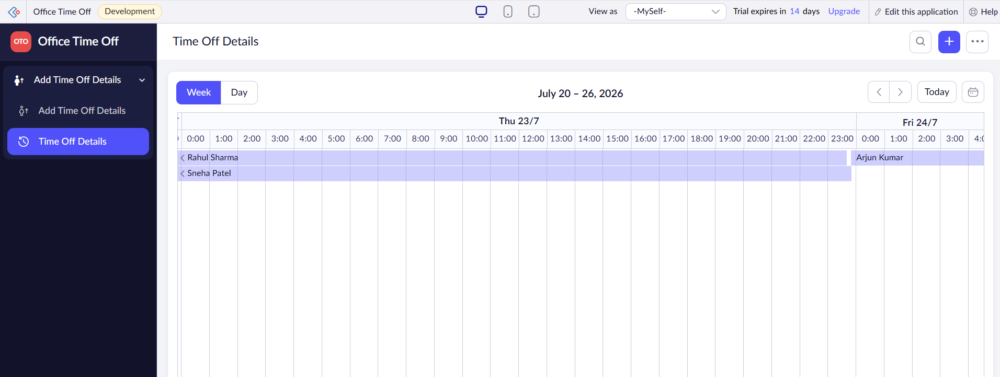 Office Time Off Development View as -MySelf- Trial expires in 14 days Upgrade Edit this application Help
OTO Office Time Off
Add Time Off Details
Add Time Off Details
Time Off Details
Time Off Details
Week Day July 20 – 26, 2026 Today
Thu 23/7 Fri 24/7
0:00 1:00 2:00 3:00 4:00 5:00 6:00 7:00 8:00 9:00 10:00 11:00 12:00 13:00 14:00 15:00 16:00 17:00 18:00 19:00 20:00 21:00 22:00 23:00 0:00 1:00 2:00 3:00
Rahul Sharma Arjun Kumar
Sneha Patel